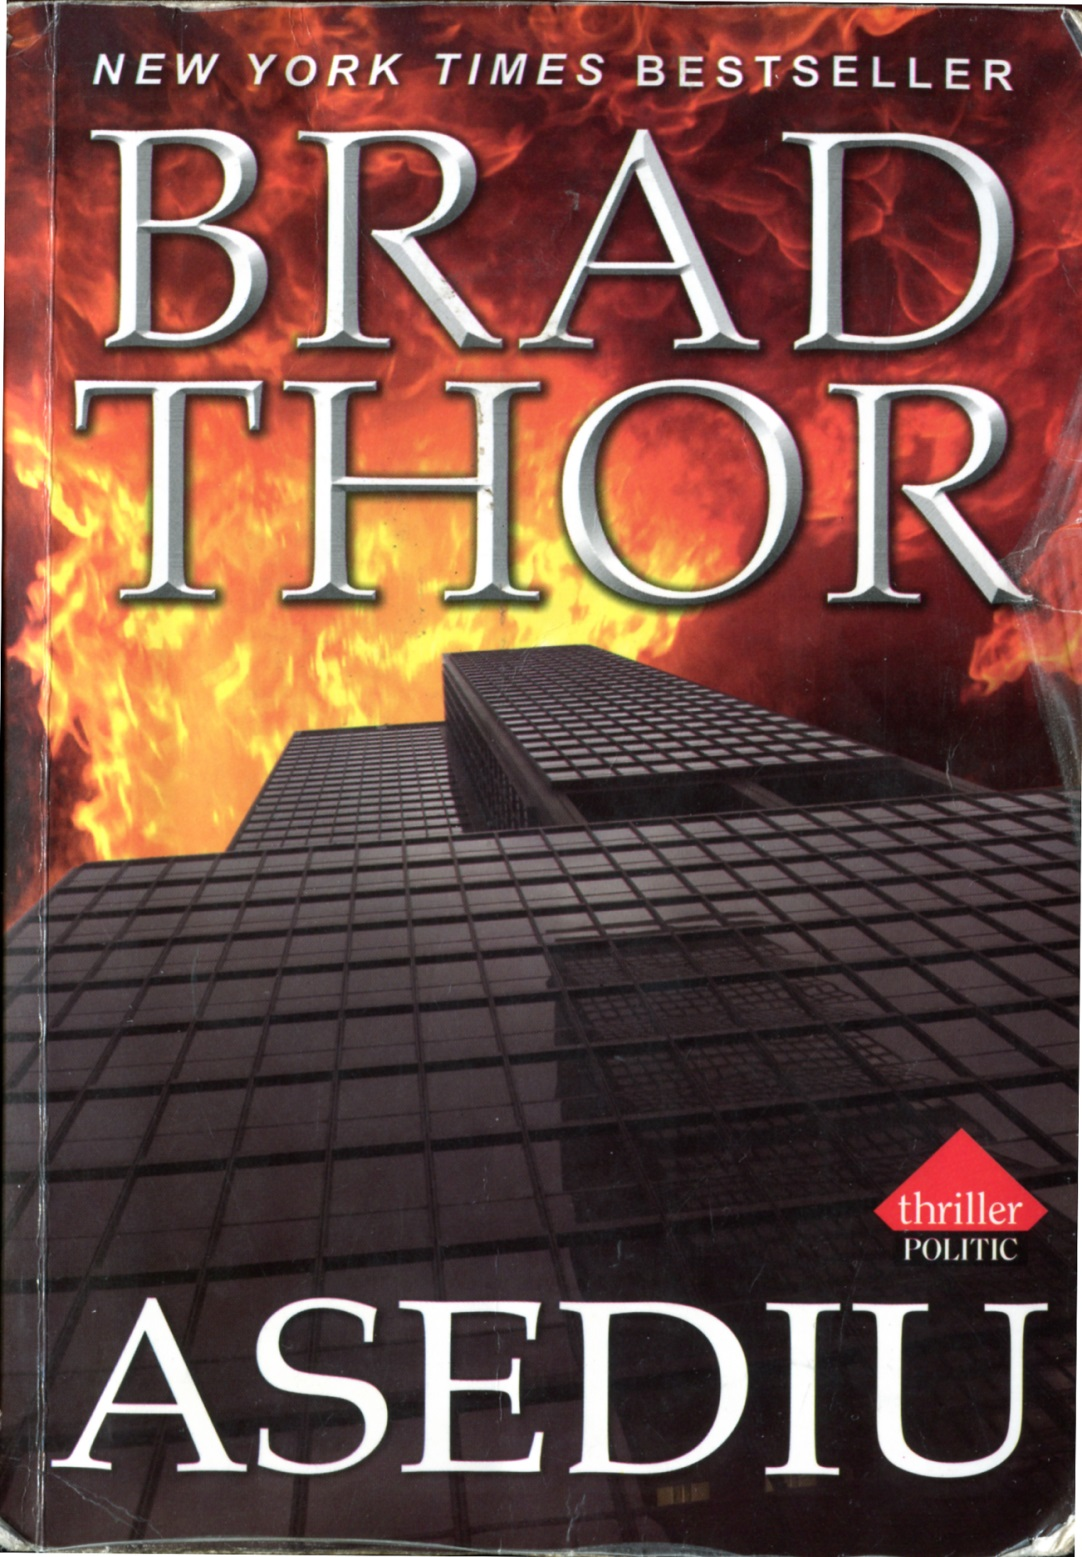 NEW YORK TIMES BESTSELLER
BRAD
THOR
thriller
POLITIC
ASEDIU